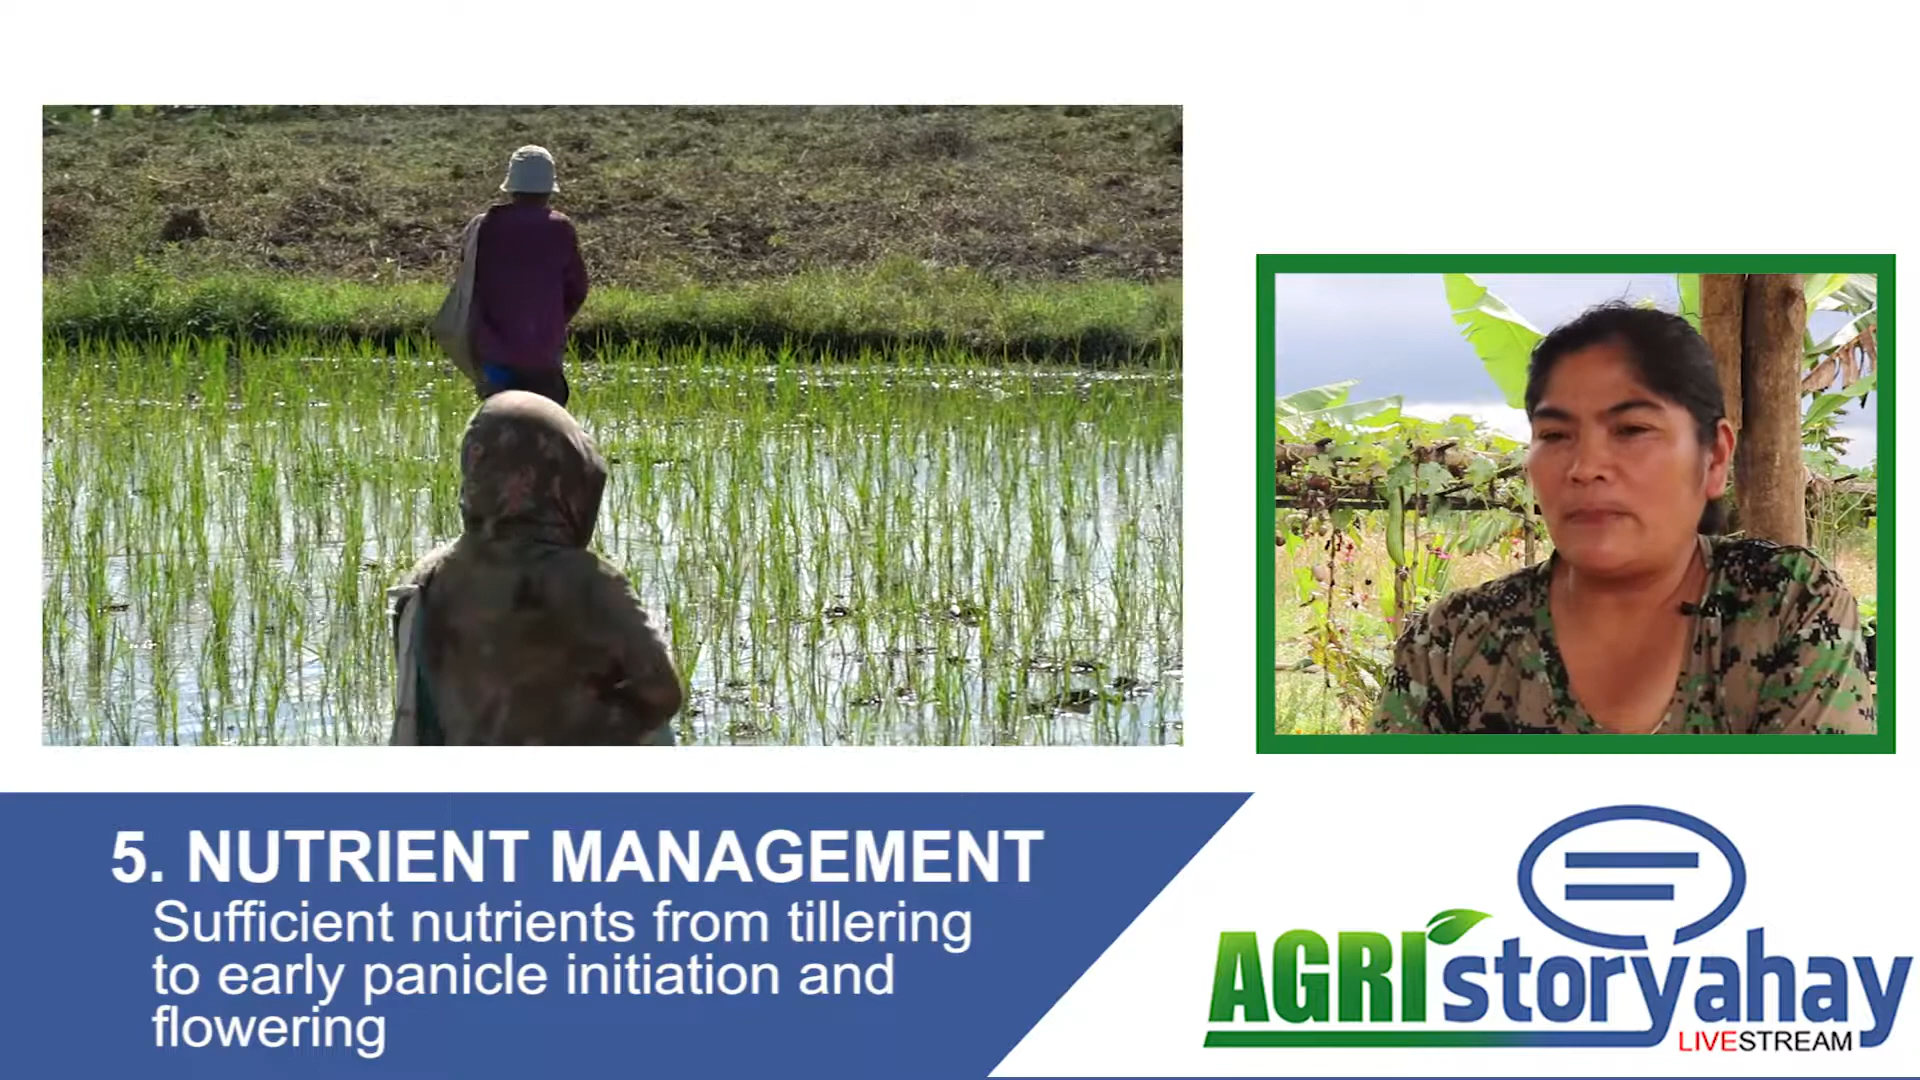 5. NUTRIENT MANAGEMENT
Sufficient nutrients from tillering
to early panicle initiation and
flowering
AGRIstoryahay
LIVESTREAM